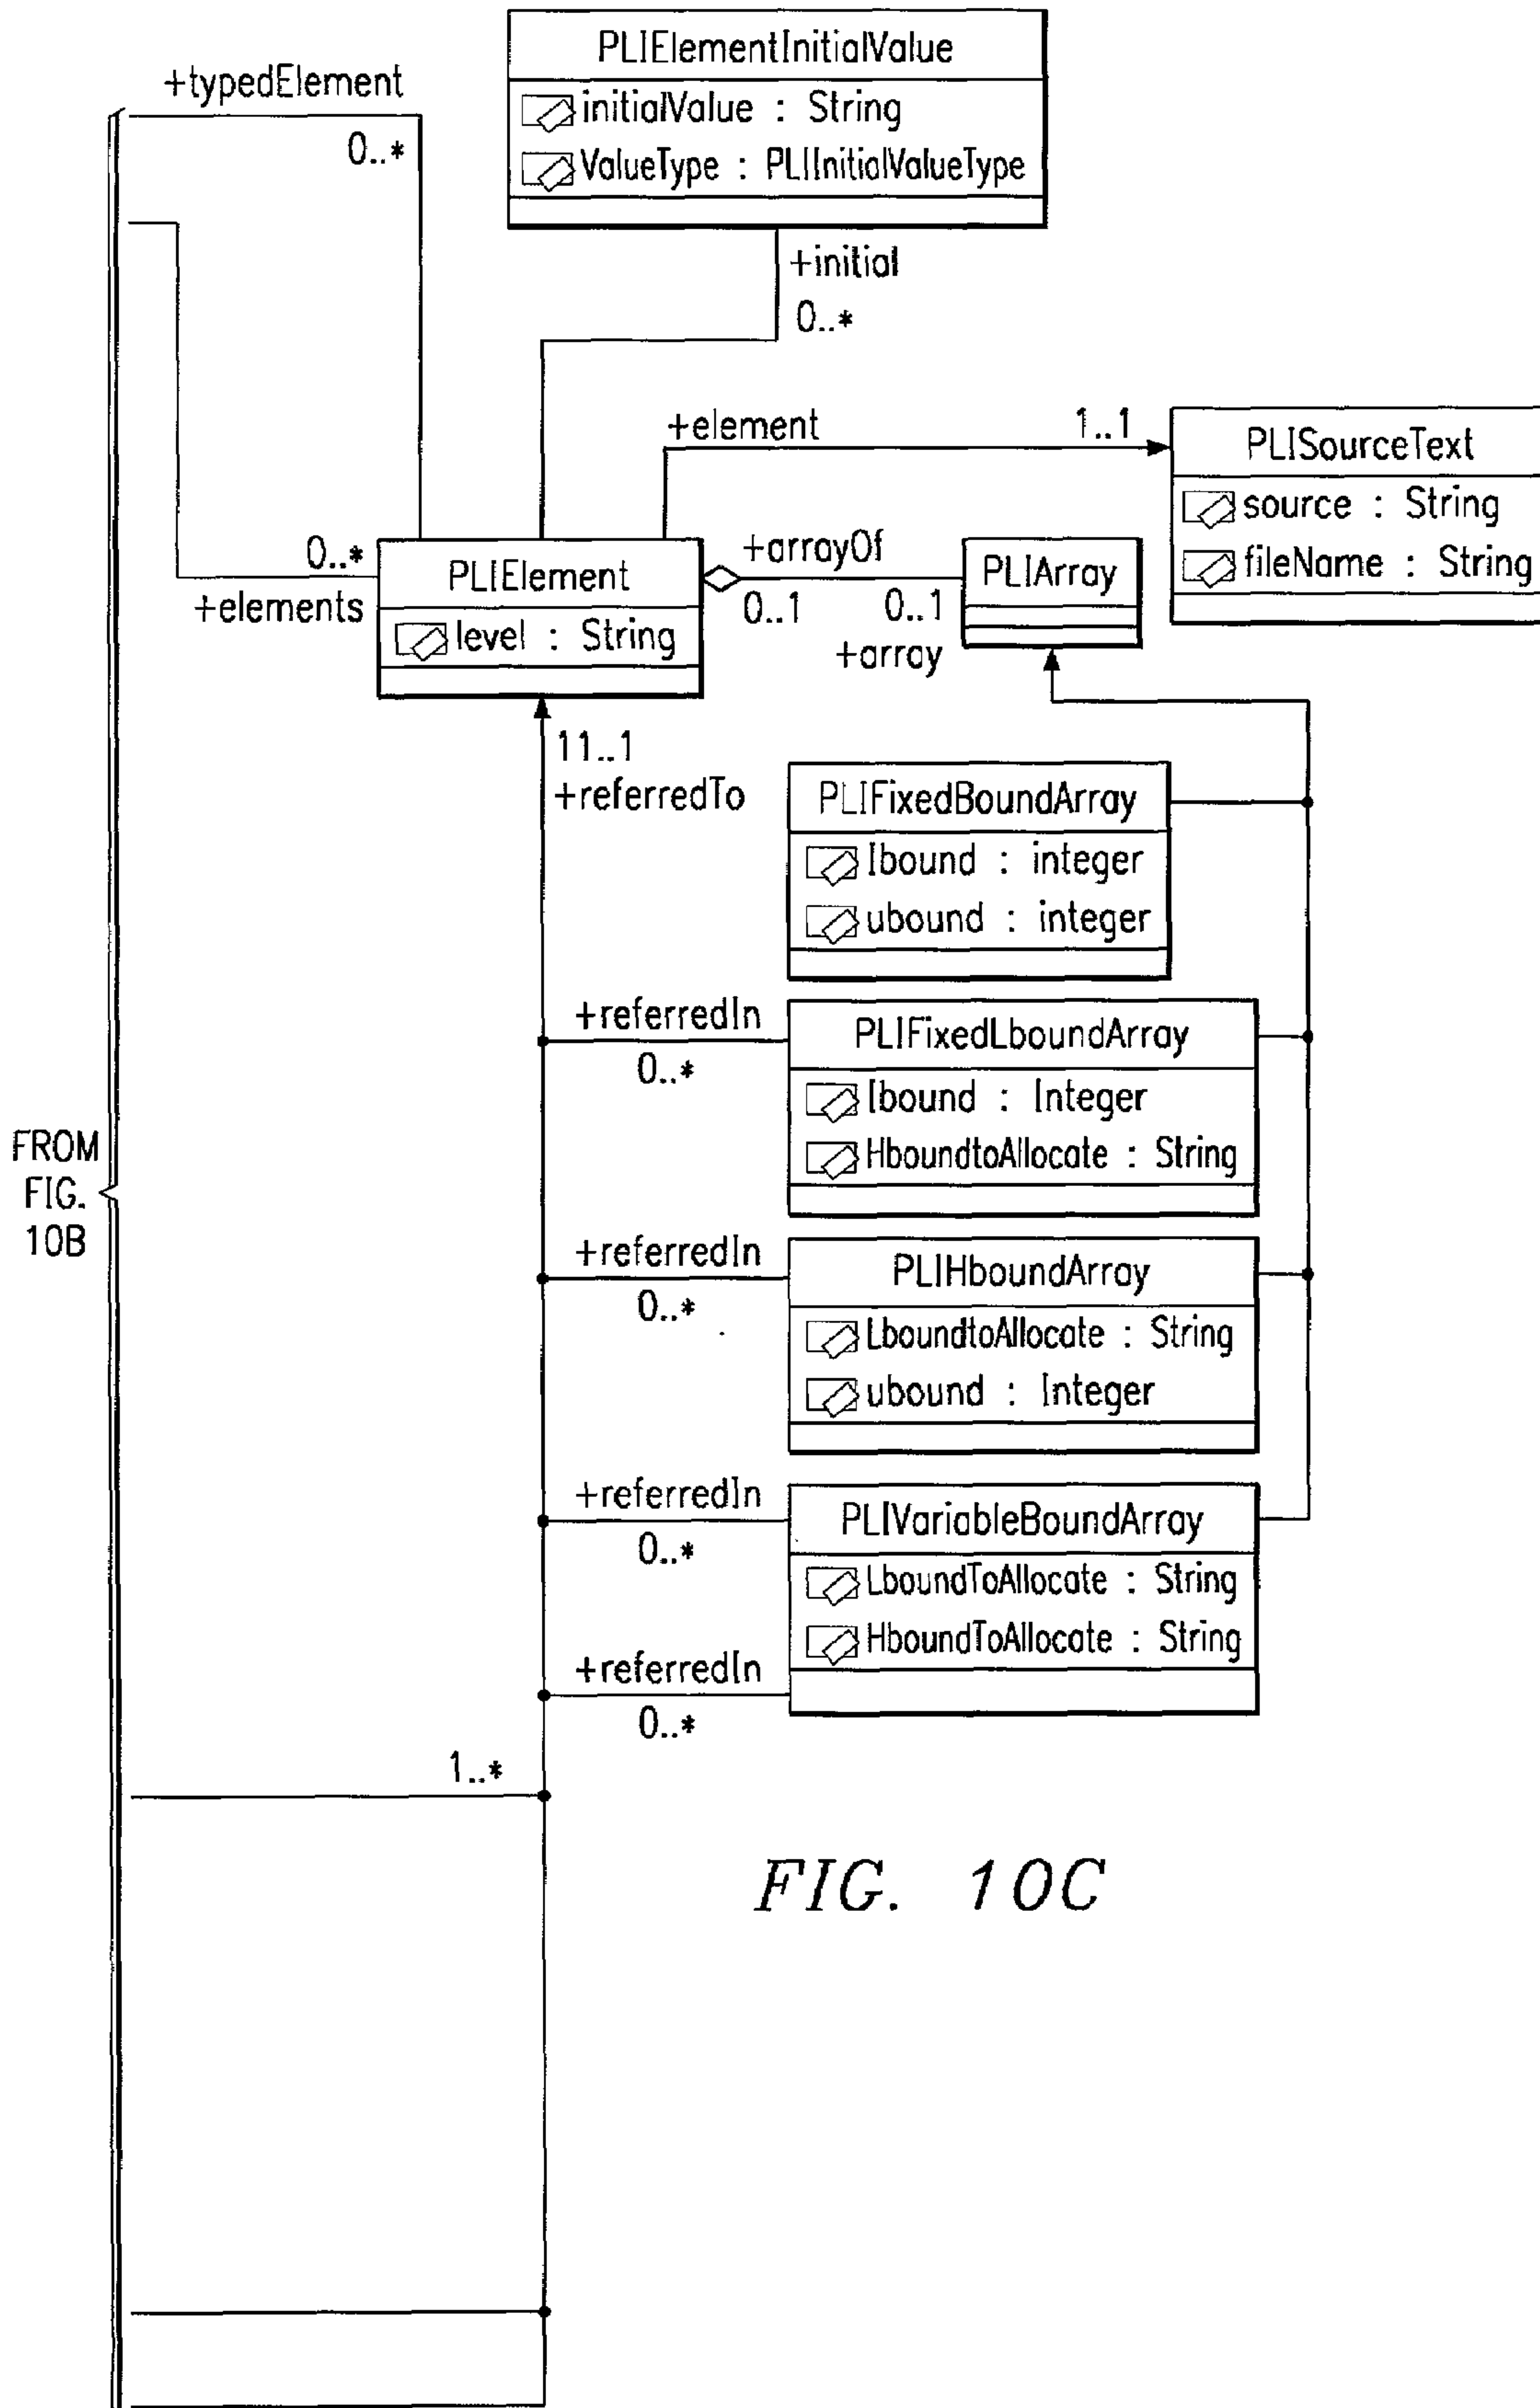 PLIElementInitialValue
initialValue : String
ValueType : PLIInitialValueType
+typedElement
0..*
+initial
0..*
+element
1..1
PLISourceText
source : String
fileName : String
0..*
+elements
PLIElement
level : String
+arrayOf
0..1
0..1
+array
PLIArray
11..1
+referredTo
PLIFixedBoundArray
lbound : integer
ubound : integer
+referredIn
0..*
PLIFixedLboundArray
lbound : Integer
HboundtoAllocate : String
FROM
FIG.
10B
+referredIn
0..*
PLIHboundArray
LboundtoAllocate : String
ubound : Integer
+referredIn
0..*
PLIVariableBoundArray
LboundToAllocate : String
HboundToAllocate : String
+referredIn
0..*
1..*
FIG. 10C